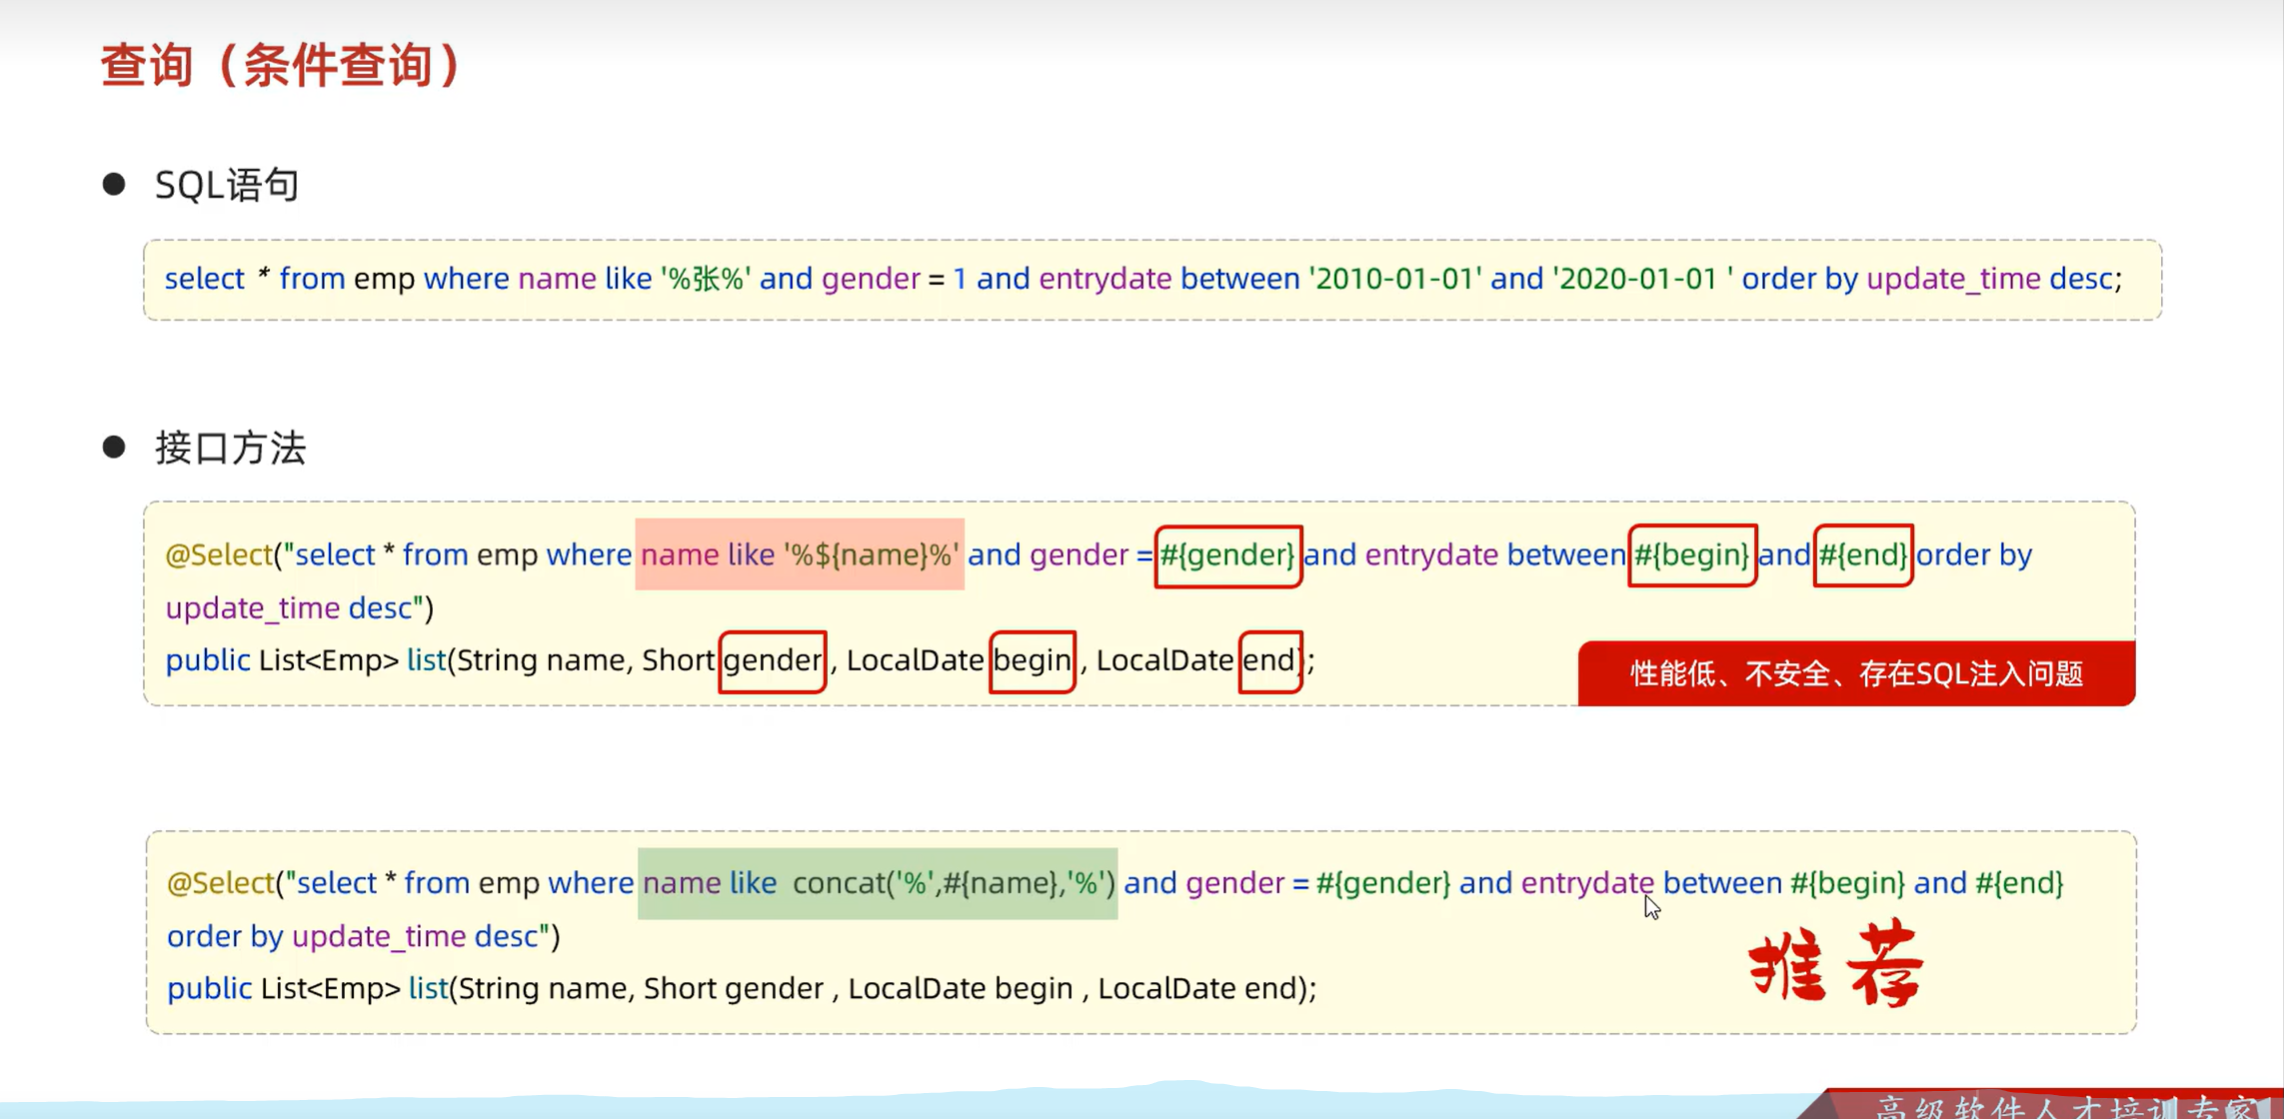 查询（条件查询）
● SQL语句
select * from emp where name like '%张%' and gender = 1 and entrydate between '2010-01-01' and '2020-01-01 ' order by update_time desc;
● 接口方法
@Select("select * from emp where name like '%${name}%' and gender = #{gender} and entrydate between #{begin} and #{end} order by
update_time desc")
public List<Emp> list(String name, Short gender , LocalDate begin , LocalDate end);
性能低、不安全、存在SQL注入问题
@Select("select * from emp where name like concat('%',#{name},'%') and gender = #{gender} and entrydate between #{begin} and #{end}
order by update_time desc")
public List<Emp> list(String name, Short gender , LocalDate begin , LocalDate end);
推荐
高级软件人才培训专家